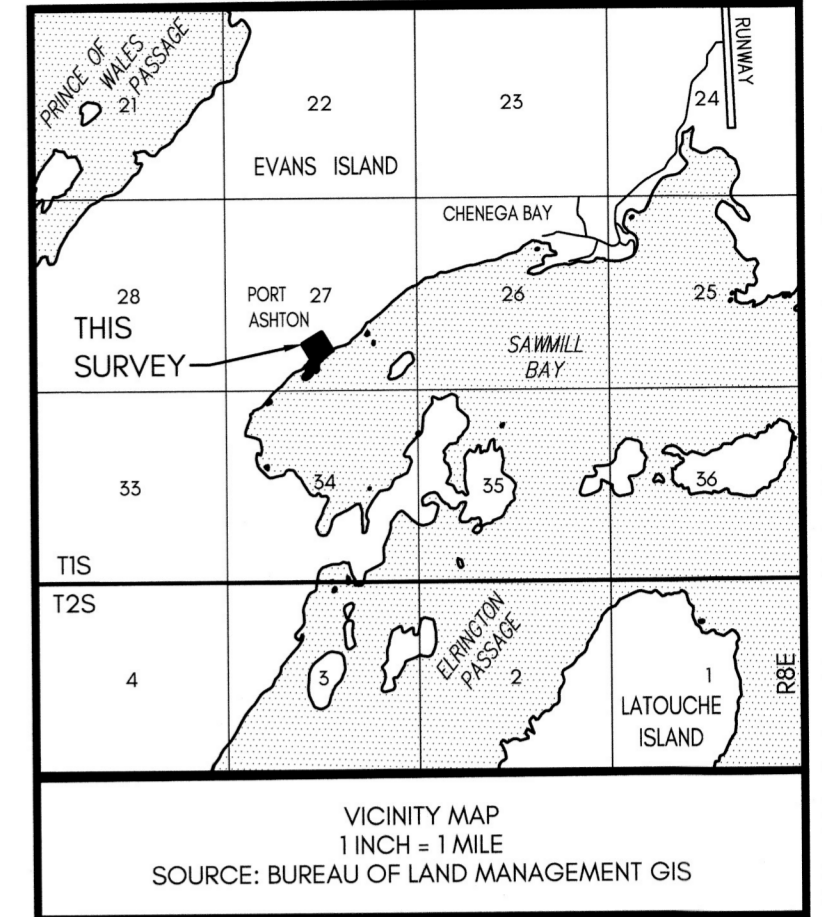 PRINCE OF
WALES
PASSAGE
RUNWAY
21
22
23
24
EVANS ISLAND
CHENEGA BAY
28
PORT
ASHTON
27
26
25
THIS
SURVEY
SAWMILL
BAY
33
34
35
36
T1S
T2S
ELRINGTON
PASSAGE
4
3
2
1
R8E
LATOUCHE
ISLAND
VICINITY MAP
1 INCH = 1 MILE
SOURCE: BUREAU OF LAND MANAGEMENT GIS